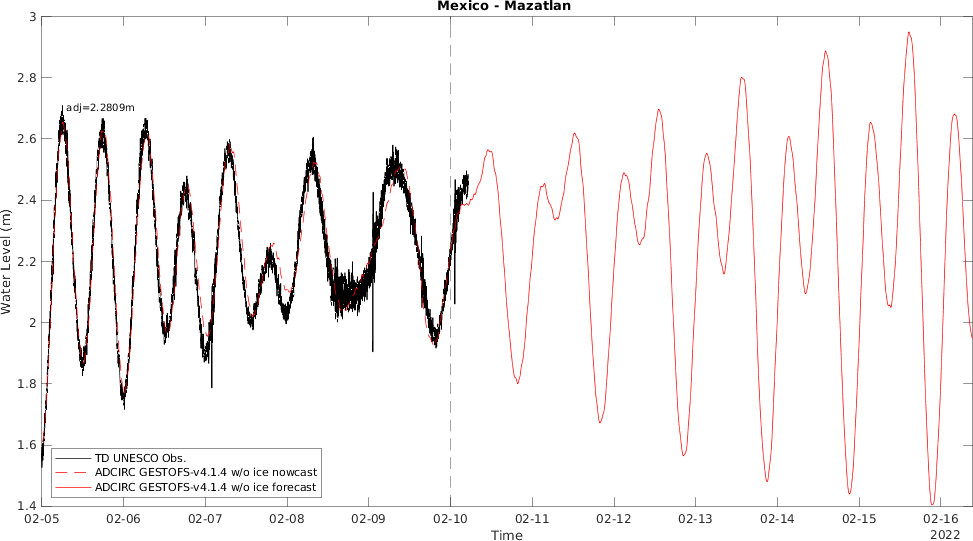 Mexico - Mazatlan
3
2.8
2.6
2.4
2.2
2
1.8
1.6
1.4
Water Level (m)
adj=2.2809m
TD UNESCO Obs.
ADCIRC GESTOFS-v4.1.4 w/o ice nowcast
ADCIRC GESTOFS-v4.1.4 w/o ice forecast
02-05 02-06 02-07 02-08 02-09 02-10 02-11 02-12 02-13 02-14 02-15 02-16
Time
2022